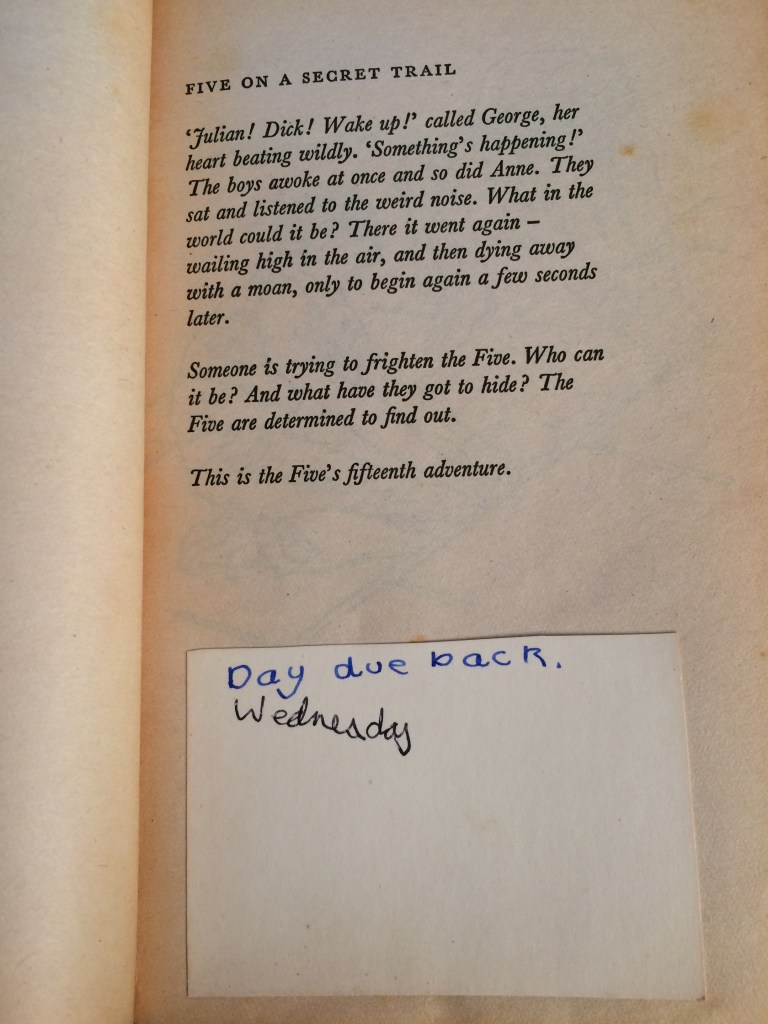 FIVE ON A SECRET TRAIL
‘Julian! Dick! Wake up!’ called George, her
heart beating wildly. ‘Something’s happening!’
The boys awoke at once and so did Anne. They
sat and listened to the weird noise. What in the
world could it be? There it went again –
wailing high in the air, and then dying away
with a moan, only to begin again a few seconds
later.
Someone is trying to frighten the Five. Who can
it be? And what have they got to hide? The
Five are determined to find out.
This is the Five’s fifteenth adventure.
Day due back.
Wednesday